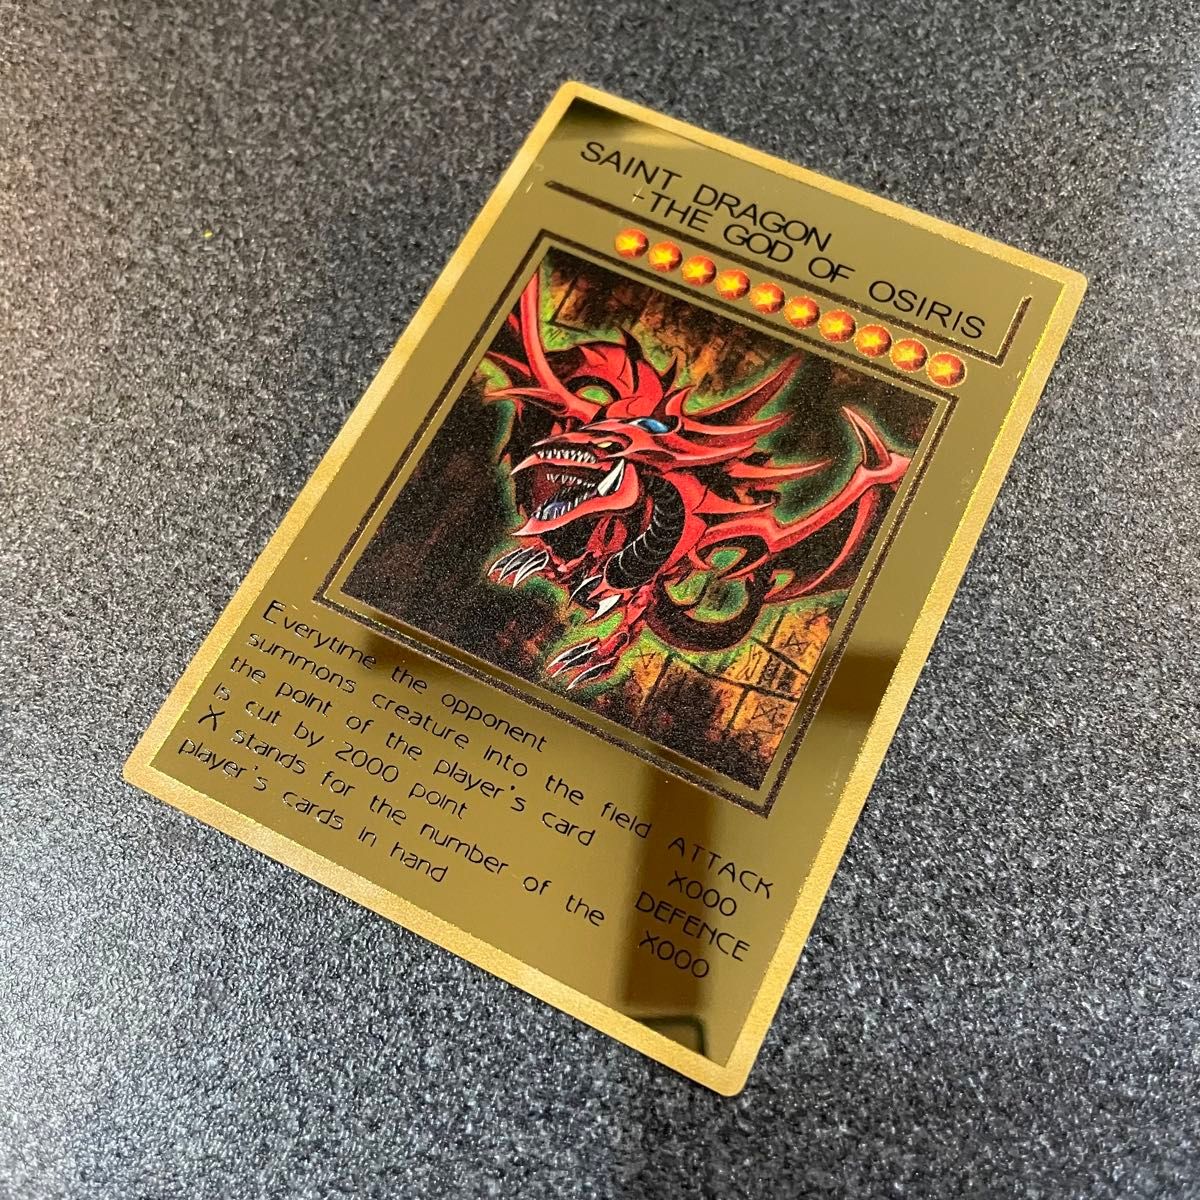 SAINT DRAGON
-THE GOD OF OSIRIS
Everytime the opponent
summons creature into the field
the point of the player's card
is cut by 2000 point
X stands for the number of the
player's cards in hand
ATTACK
X000
DEFENCE
X000